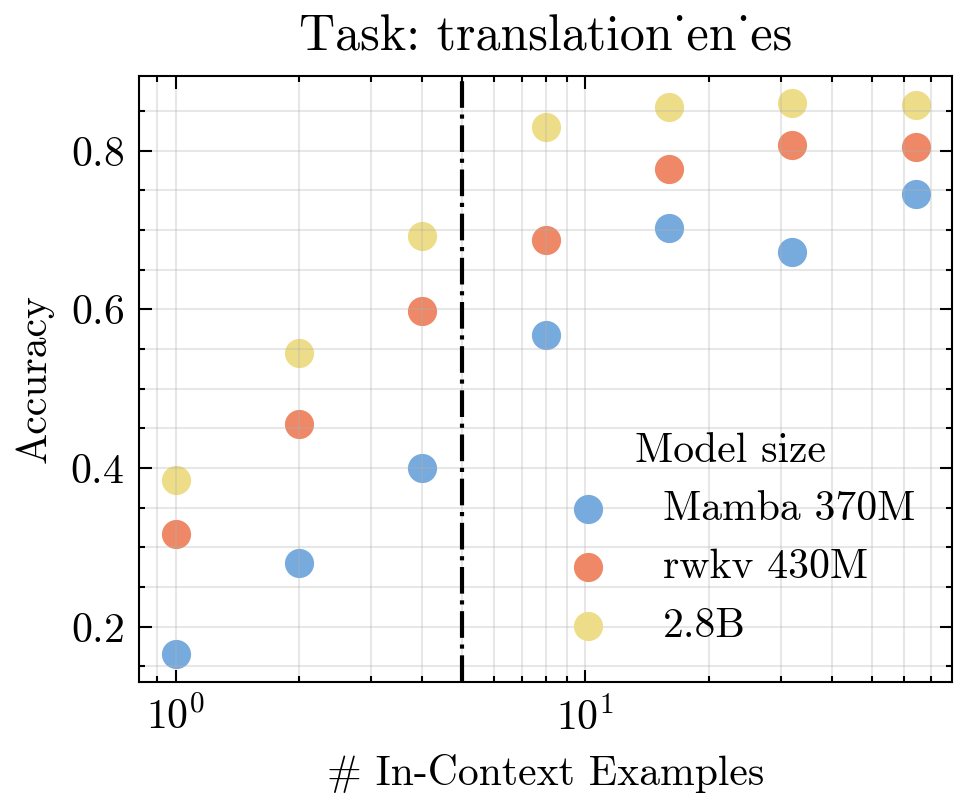 Task: translation˙en˙es
Accuracy
0.8
0.6
0.4
0.2
Model size
Mamba 370M
rwkv 430M
2.8B
10⁰
10¹
# In-Context Examples